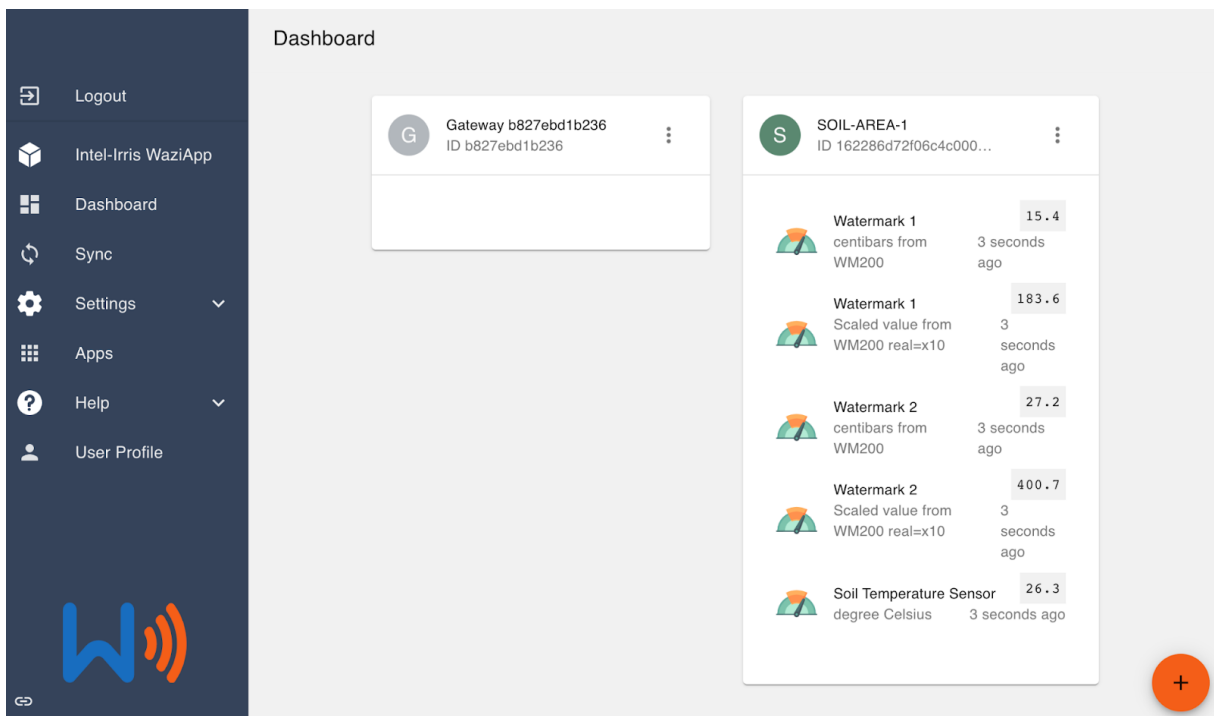 Dashboard
Logout
Intel-Irris WaziApp
Dashboard
Sync
Settings
Apps
Help
User Profile
G
Gateway b827ebd1b236
ID b827ebd1b236
S
SOIL-AREA-1
ID 162286d72f06c4c000...
Watermark 1
15.4
centibars from
WM200
3 seconds
ago
Watermark 1
183.6
Scaled value from
WM200 real=x10
3
seconds
ago
Watermark 2
27.2
centibars from
WM200
3 seconds
ago
Watermark 2
400.7
Scaled value from
WM200 real=x10
3
seconds
ago
Soil Temperature Sensor
26.3
degree Celsius
3 seconds ago
W
+